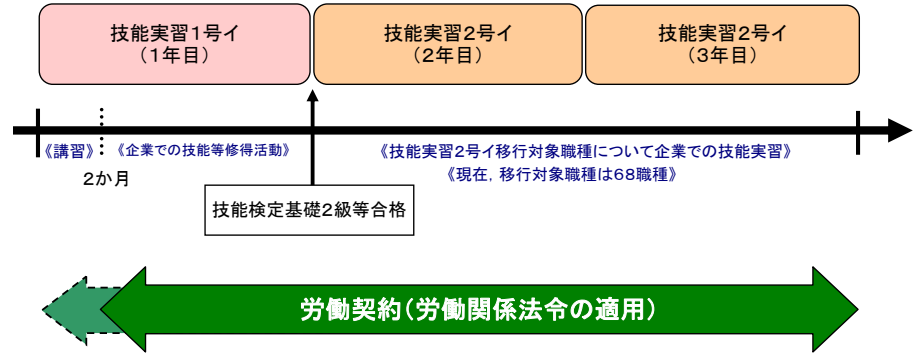 技能実習1号イ
(1年目)
技能実習2号イ
(2年目)
技能実習2号イ
(3年目)
《講習》
《企業での技能等修得活動》
《技能実習2号イ移行対象職種について企業での技能実習》
《現在，移行対象職種は68職種》
2か月
技能検定基礎2級等合格
労働契約(労働関係法令の適用)